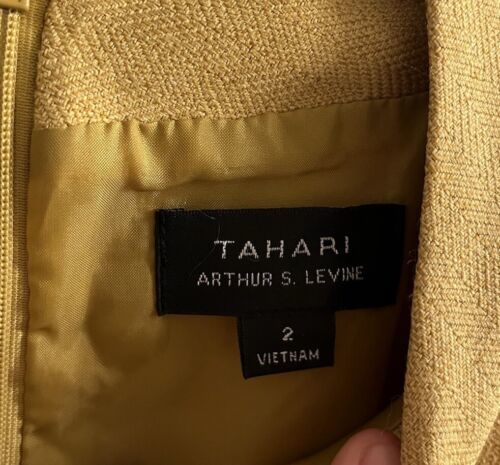 TAHARI
ARTHUR S. LEVINE
2
VIETNAM